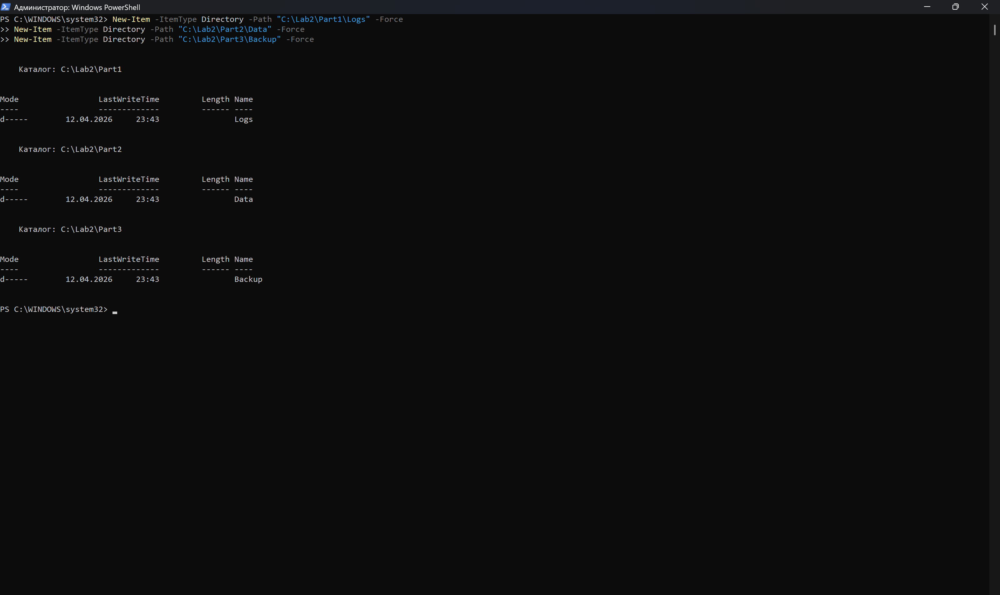 Администратор: Windows PowerShell
PS C:\WINDOWS\system32> New-Item -ItemType Directory -Path "C:\Lab2\Part1\Logs" -Force
>> New-Item -ItemType Directory -Path "C:\Lab2\Part2\Data" -Force
>> New-Item -ItemType Directory -Path "C:\Lab2\Part3\Backup" -Force
Каталог: C:\Lab2\Part1
Mode                 LastWriteTime         Length Name
----                 -------------         ------ ----
d-----        12.04.2026     23:43                Logs
Каталог: C:\Lab2\Part2
Mode                 LastWriteTime         Length Name
----                 -------------         ------ ----
d-----        12.04.2026     23:43                Data
Каталог: C:\Lab2\Part3
Mode                 LastWriteTime         Length Name
----                 -------------         ------ ----
d-----        12.04.2026     23:43                Backup
PS C:\WINDOWS\system32>